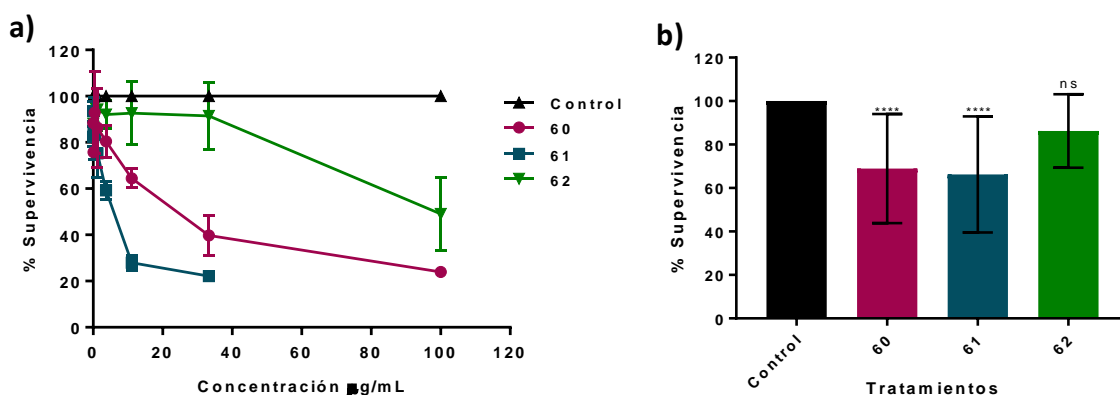 a)
120
100
80
60
40
20
0
% Supervivencia
0 20 40 60 80 100 120
Concentración µg/mL
Control
60
61
62
b)
120
100
80
60
40
20
0
% Supervivencia
**** **** ns
Control 60 61 62
Tratamientos